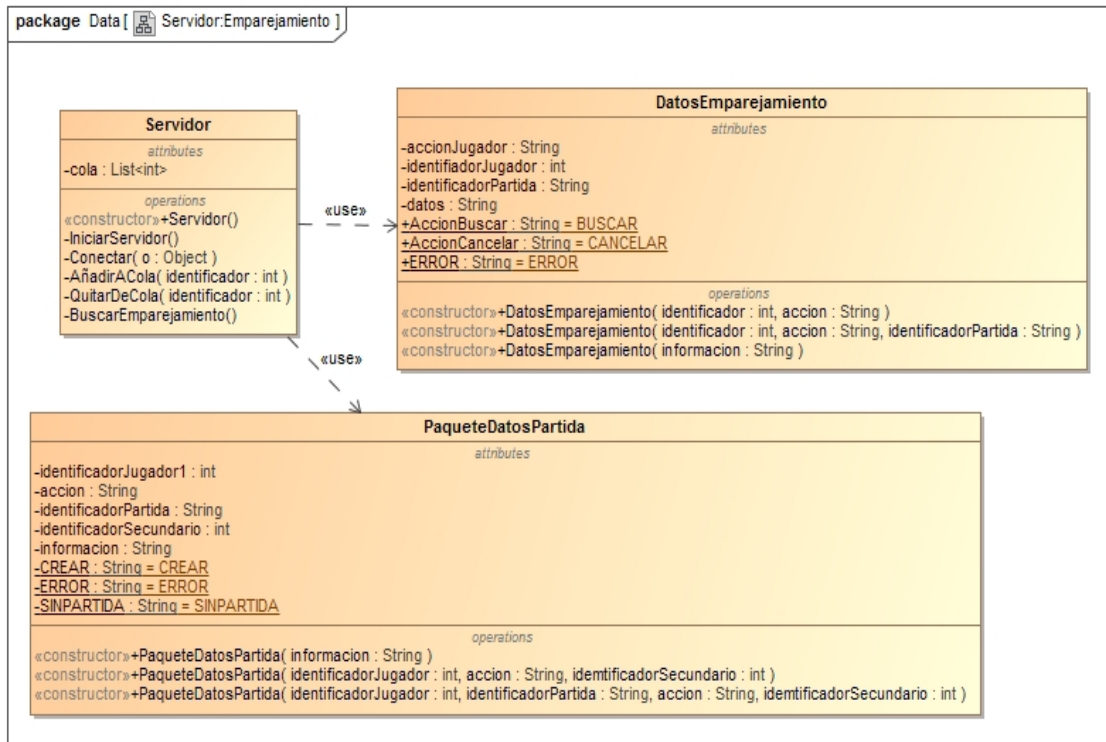 package Data [ Servidor:Emparejamiento ]
Servidor
attributes
-cola : List<int>
operations
«constructor»+Servidor()
-IniciarServidor()
-Conectar( o : Object )
-AñadirACola( identificador : int )
-QuitarDeCola( identificador : int )
-BuscarEmparejamiento()
«use»
DatosEmparejamiento
attributes
-accionJugador : String
-identifiadorJugador : int
-identificadorPartida : String
-datos : String
+AccionBuscar : String = BUSCAR
+AccionCancelar : String = CANCELAR
+ERROR : String = ERROR
operations
«constructor»+DatosEmparejamiento( identificador : int, accion : String )
«constructor»+DatosEmparejamiento( identificador : int, accion : String, identificadorPartida : String )
«constructor»+DatosEmparejamiento( informacion : String )
«use»
PaqueteDatosPartida
attributes
-identificadorJugador1 : int
-accion : String
-identificadorPartida : String
-identificadorSecundario : int
-informacion : String
-CREAR : String = CREAR
-ERROR : String = ERROR
-SINPARTIDA : String = SINPARTIDA
operations
«constructor»+PaqueteDatosPartida( informacion : String )
«constructor»+PaqueteDatosPartida( identificadorJugador : int, accion : String, idemtificadorSecundario : int )
«constructor»+PaqueteDatosPartida( identificadorJugador : int, identificadorPartida : String, accion : String, idemtificadorSecundario : int )